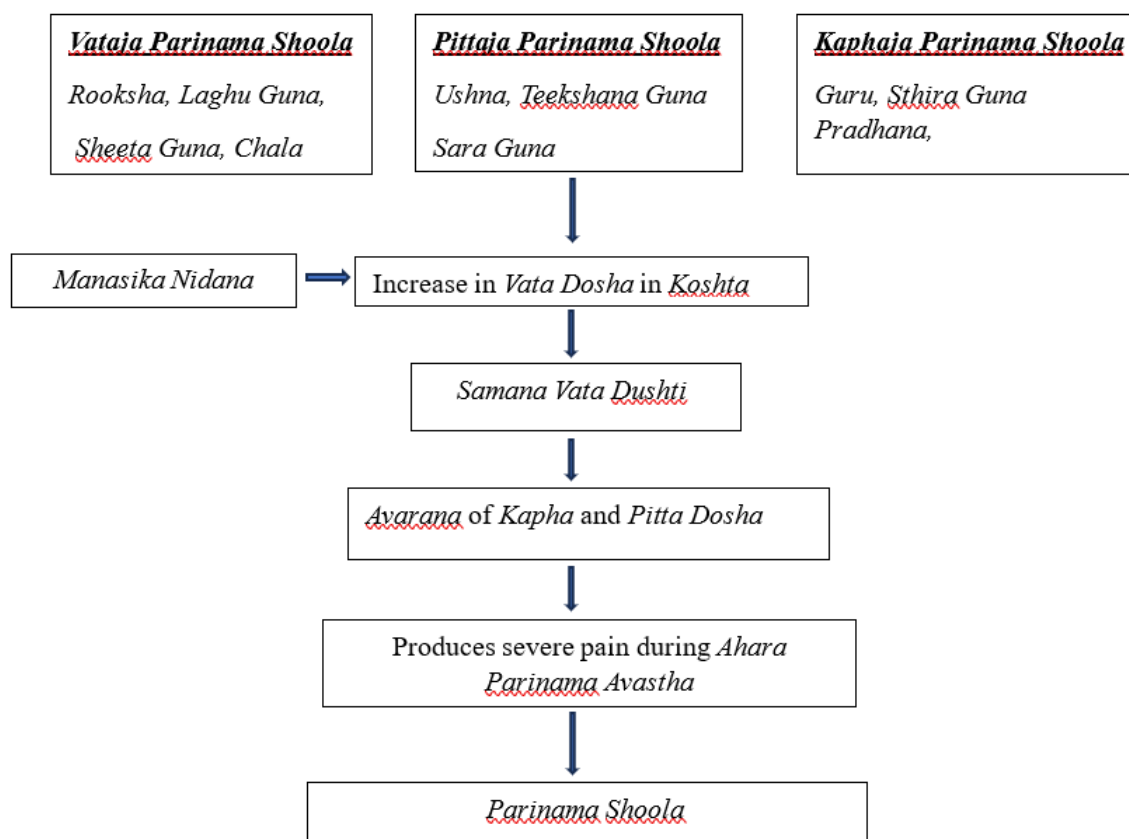 Vataja Parinama Shoola
Rooksha, Laghu Guna,
Sheeta Guna, Chala
Pittaja Parinama Shoola
Ushna, Teekshana Guna
Sara Guna
Kaphaja Parinama Shoola
Guru, Sthira Guna
Pradhana,
Manasika Nidana
Increase in Vata Dosha in Koshta
Samana Vata Dushti
Avarana of Kapha and Pitta Dosha
Produces severe pain during Ahara
Parinama Avastha
Parinama Shoola